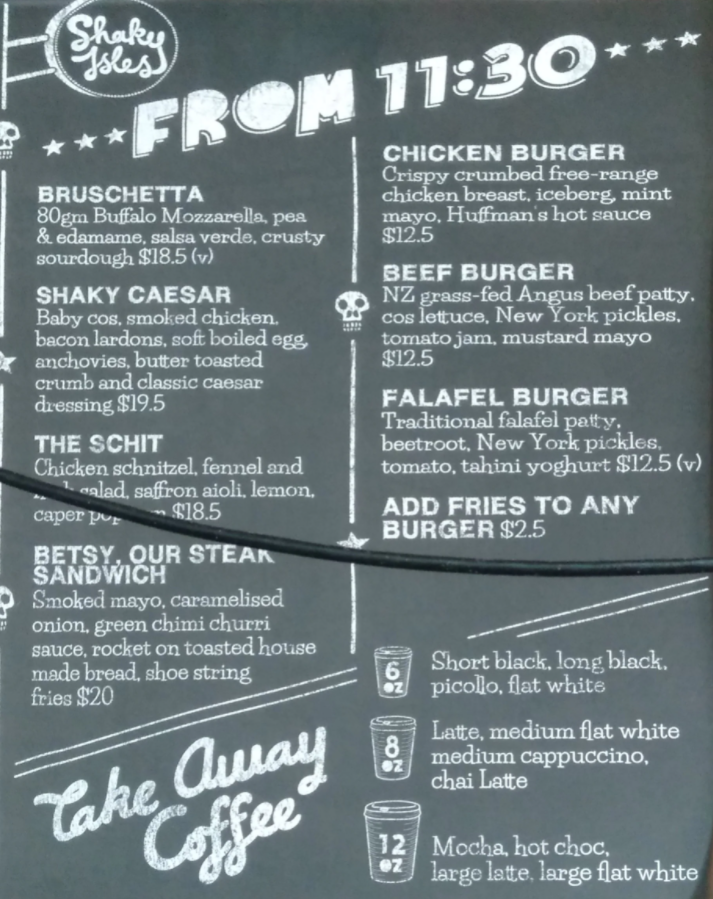 Shaky
Isles
FROM 11:30
BRUSCHETTA
80gm Buffalo Mozzarella, pea
& edamame, salsa verde, crusty
sourdough $18.5 (v)
SHAKY CAESAR
Baby cos, smoked chicken,
bacon lardons, soft boiled egg,
anchovies, butter toasted
crumb and classic caesar
dressing $19.5
THE SCHIT
Chicken schnitzel, fennel and
salad, saffron aioli, lemon,
caper $18.5
BETSY, OUR STEAK
SANDWICH
Smoked mayo, caramelised
onion, green chimi churri
sauce, rocket on toasted house
made bread, shoe string
fries $20
CHICKEN BURGER
Crispy crumbed free-range
chicken breast, iceberg, mint
mayo, Huffman's hot sauce
$12.5
BEEF BURGER
NZ grass-fed Angus beef patty,
cos lettuce, New York pickles,
tomato jam, mustard mayo
$12.5
FALAFEL BURGER
Traditional falafel patty,
beetroot, New York pickles,
tomato, tahini yoghurt $12.5 (v)
ADD FRIES TO ANY
BURGER $2.5
Take Away
Coffee
6
oz
Short black, long black,
picollo, flat white
8
oz
Latte, medium flat white
medium cappuccino,
chai Latte
12
oz
Mocha, hot choc,
large latte, large flat white